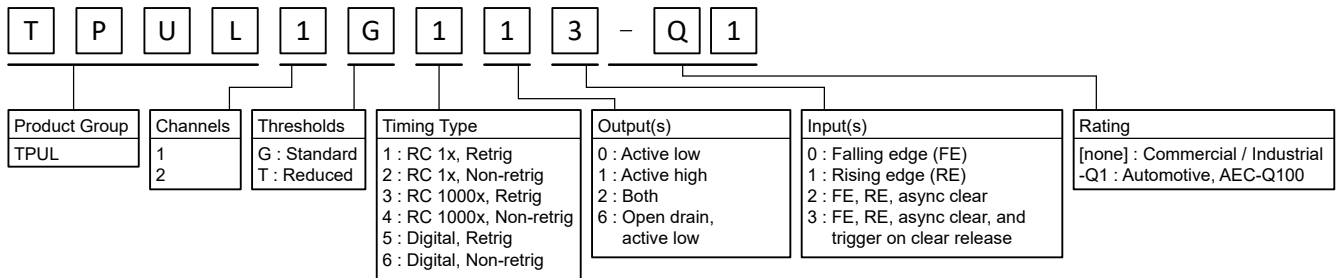 T P U L 1 G 1 1 3 - Q 1
Product Group
TPUL
Channels
1
2
Thresholds
G : Standard
T : Reduced
Timing Type
1 : RC 1x, Retrig
2 : RC 1x, Non-retrig
3 : RC 1000x, Retrig
4 : RC 1000x, Non-retrig
5 : Digital, Retrig
6 : Digital, Non-retrig
Output(s)
0 : Active low
1 : Active high
2 : Both
6 : Open drain,
active low
Input(s)
0 : Falling edge (FE)
1 : Rising edge (RE)
2 : FE, RE, async clear
3 : FE, RE, async clear, and
trigger on clear release
Rating
[none] : Commercial / Industrial
-Q1 : Automotive, AEC-Q100